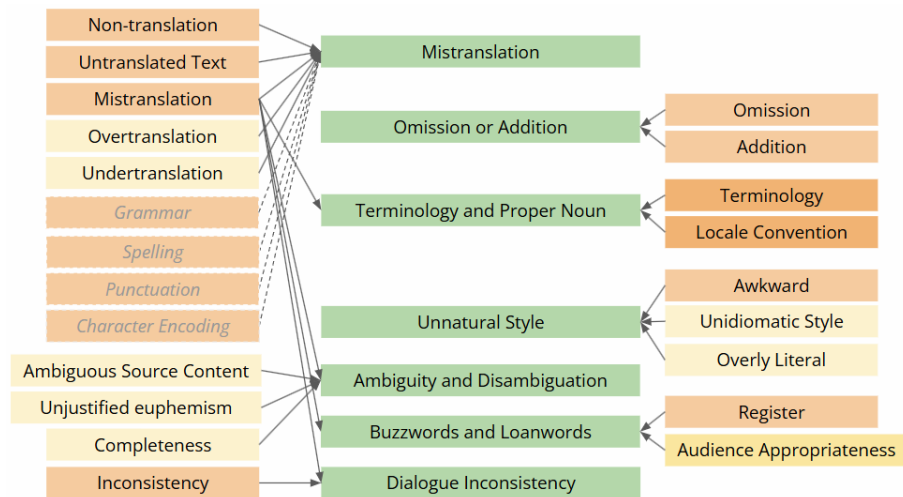 Non-translation
Untranslated Text
Mistranslation
Overtranslation
Undertranslation
Grammar
Spelling
Punctuation
Character Encoding
Ambiguous Source Content
Unjustified euphemism
Completeness
Inconsistency
Mistranslation
Omission or Addition
Terminology and Proper Noun
Unnatural Style
Ambiguity and Disambiguation
Buzzwords and Loanwords
Dialogue Inconsistency
Omission
Addition
Terminology
Locale Convention
Awkward
Unidiomatic Style
Overly Literal
Register
Audience Appropriateness